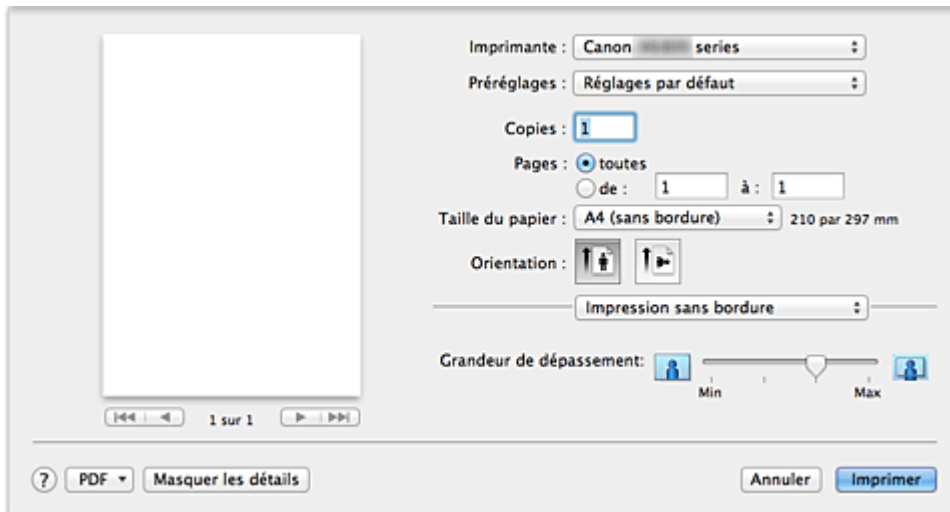 Imprimante : Canon series
Préréglages : Réglages par défaut
Copies : 1
Pages : toutes
de : 1 à : 1
Taille du papier : A4 (sans bordure) 210 par 297 mm
Orientation :
Impression sans bordure
Grandeur de dépassement:
Min Max
1 sur 1
? PDF Masquer les détails Annuler Imprimer